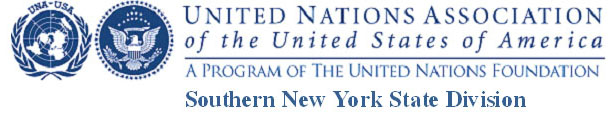 UNA-USA
UNITED NATIONS ASSOCIATION
of the United States of America
A PROGRAM OF THE UNITED NATIONS FOUNDATION
Southern New York State Division